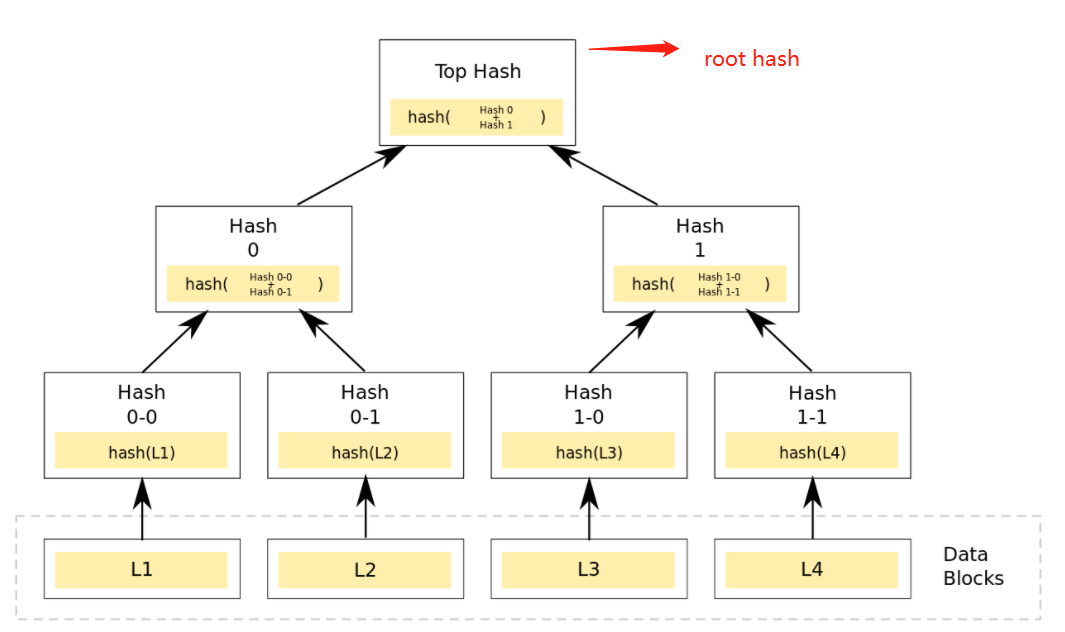 Top Hash
root hash
hash( Hash 0 + Hash 1 )
Hash
0
hash( Hash 0-0 + Hash 0-1 )
Hash
1
hash( Hash 1-0 + Hash 1-1 )
Hash
0-0
hash(L1)
Hash
0-1
hash(L2)
Hash
1-0
hash(L3)
Hash
1-1
hash(L4)
L1
L2
L3
L4
Data
Blocks